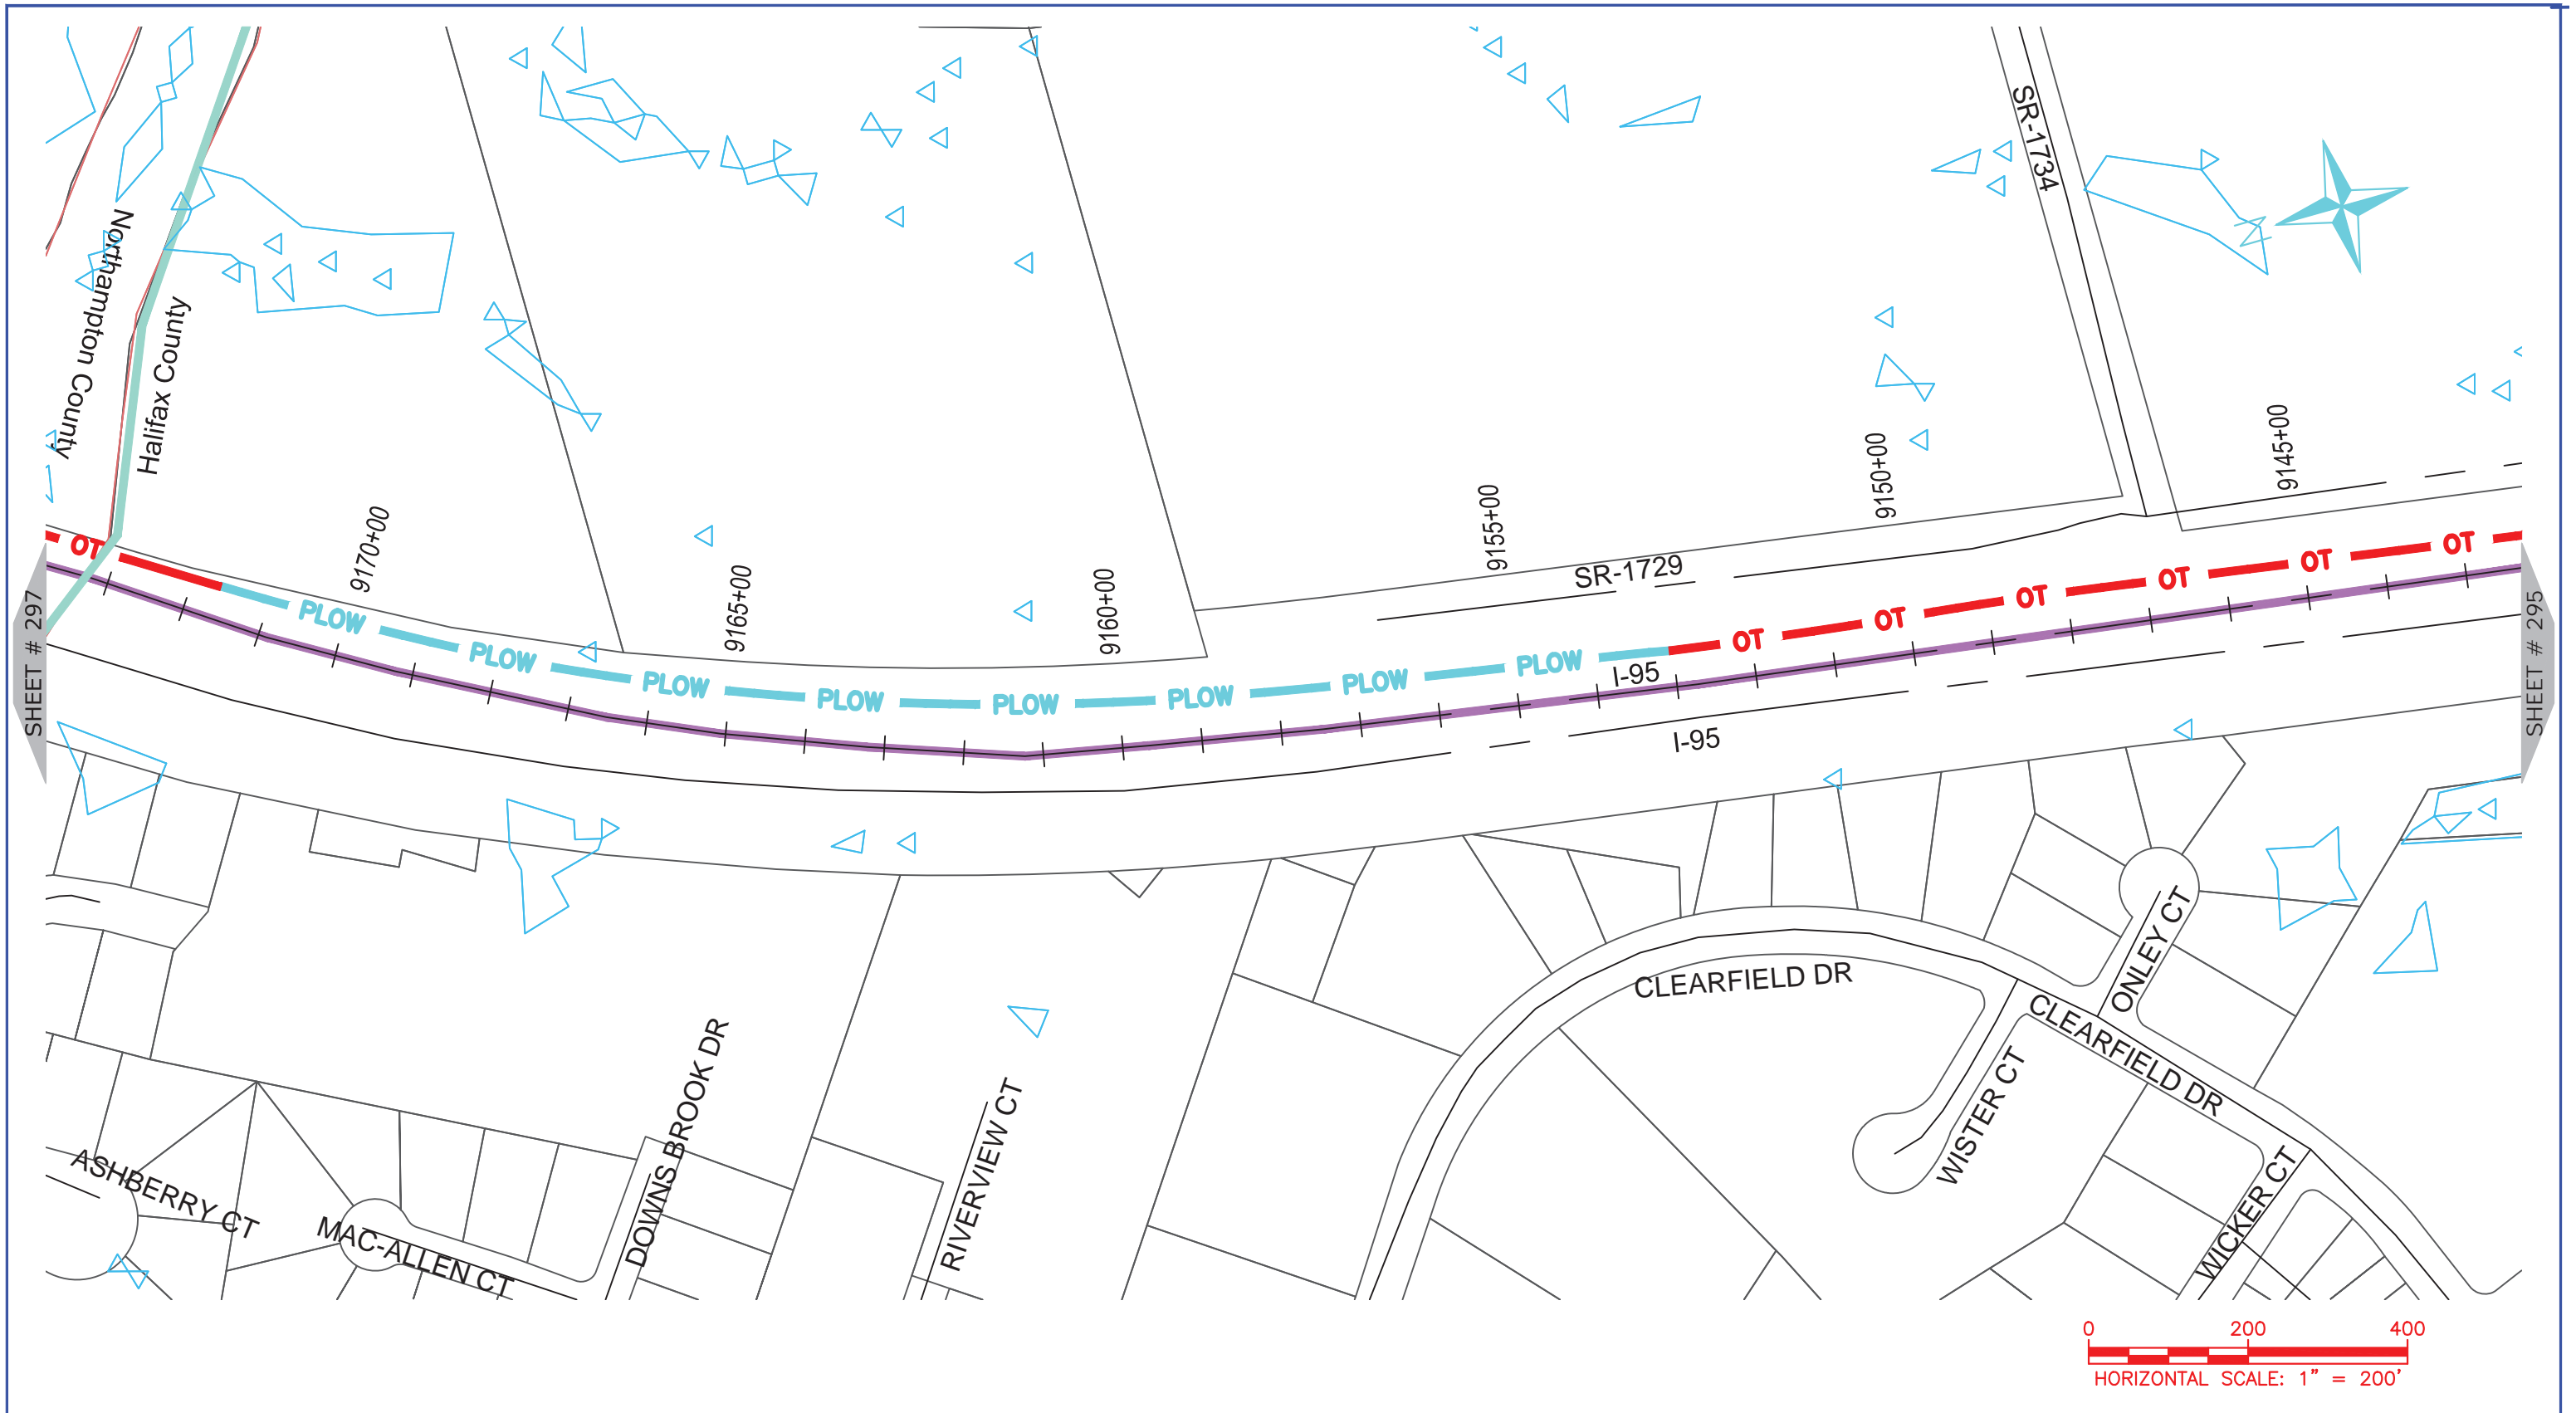 SR-1734
Northampton County
Halifax County
9170+00
9165+00
9160+00
9155+00
9150+00
9145+00
SR-1729
OT
PLOW
PLOW
PLOW
PLOW
PLOW
PLOW
PLOW
PLOW
OT
OT
OT
OT
OT
OT
I-95
I-95
SHEET # 297
SHEET # 295
CLEARFIELD DR
ONLEY CT
CLEARFIELD DR
WISTER CT
WICKER CT
DOWNS BROOK DR
RIVERVIEW CT
ASHBERRY CT
MAC-ALLEN CT
Z
0 200 400
HORIZONTAL SCALE: 1" = 200'